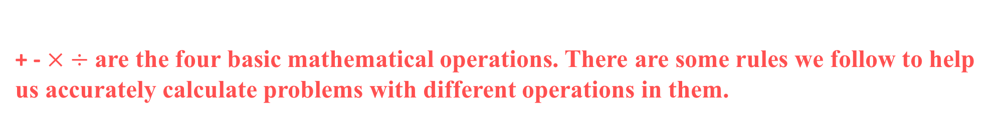 + - × ÷ are the four basic mathematical operations. There are some rules we follow to help
us accurately calculate problems with different operations in them.